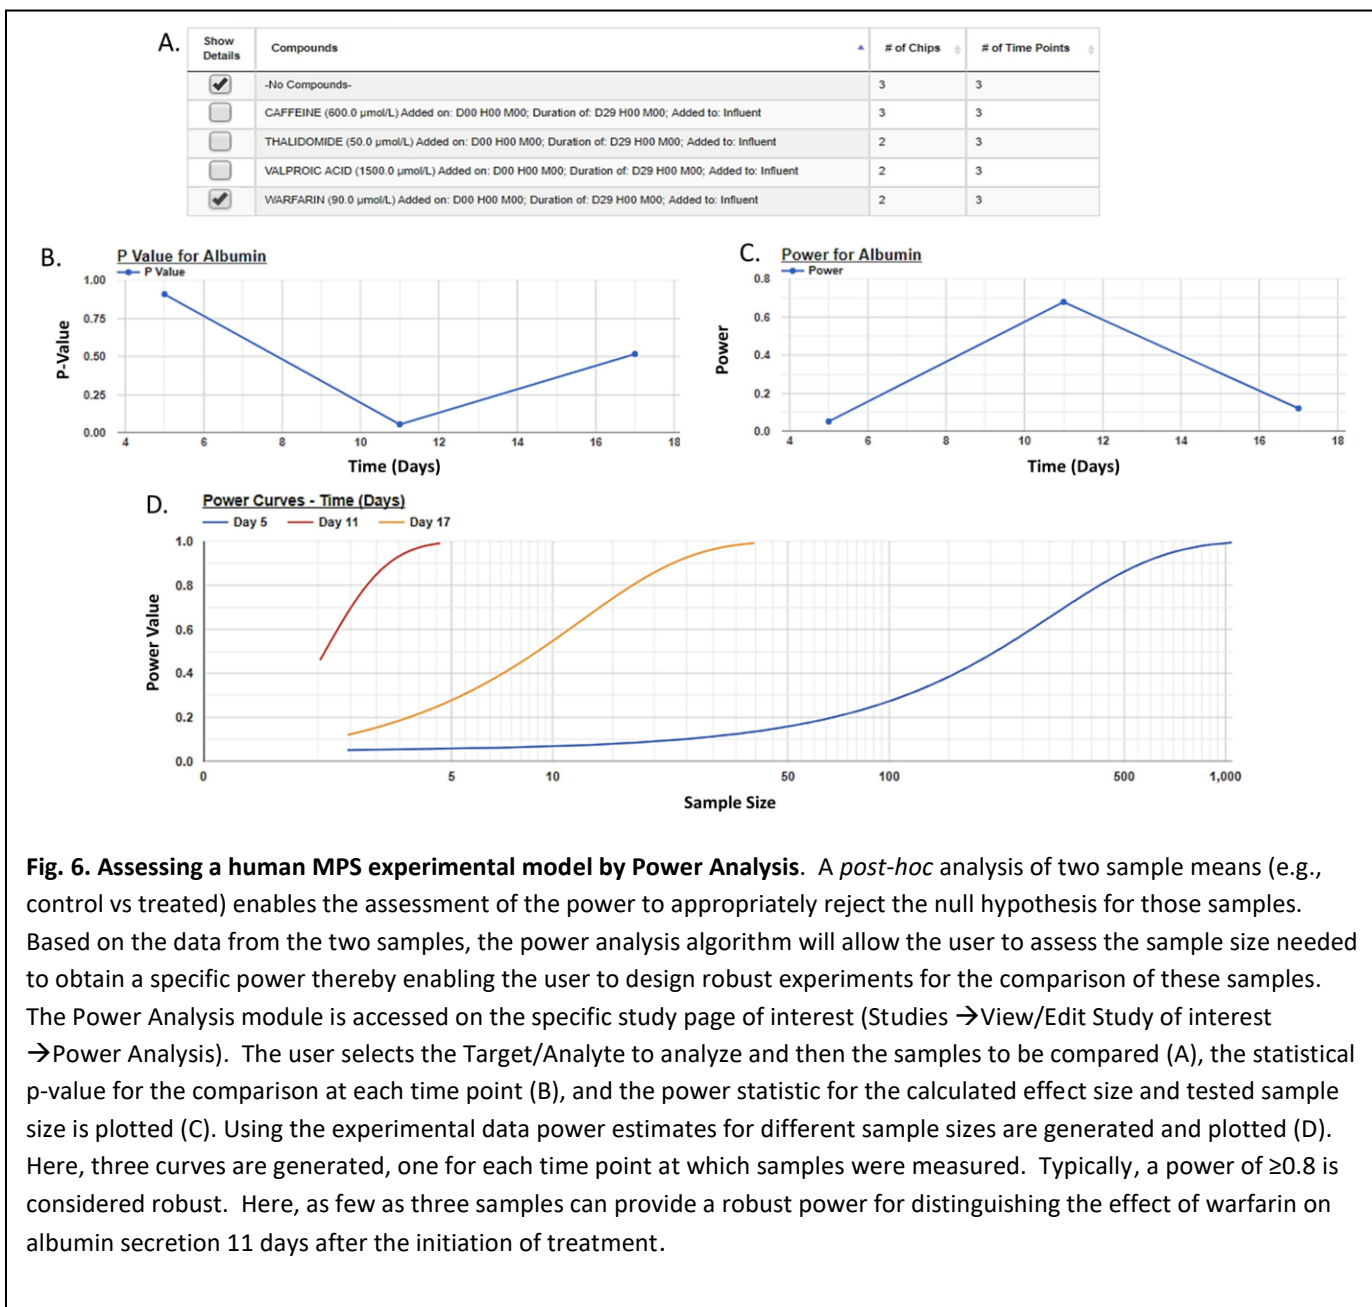 A.
Show Details Compounds # of Chips # of Time Points
-No Compounds- 3 3
CAFFEINE (600.0 µmol/L) Added on: D00 H00 M00; Duration of: D29 H00 M00; Added to: Influent 3 3
THALIDOMIDE (50.0 µmol/L) Added on: D00 H00 M00; Duration of: D29 H00 M00; Added to: Influent 2 3
VALPROIC ACID (1500.0 µmol/L) Added on: D00 H00 M00; Duration of: D29 H00 M00; Added to: Influent 2 3
WARFARIN (90.0 µmol/L) Added on: D00 H00 M00; Duration of: D29 H00 M00; Added to: Influent 2 3
B.
P Value for Albumin
P Value
1.00
0.75
0.50
0.25
0.00
P-Value
4 6 8 10 12 14 16 18
Time (Days)
C.
Power for Albumin
Power
0.8
0.6
0.4
0.2
0.0
Power
4 6 8 10 12 14 16 18
Time (Days)
D.
Power Curves - Time (Days)
Day 5 Day 11 Day 17
1.0
0.8
0.6
0.4
0.2
0.0
Power Value
0 5 10 50 100 500 1,000
Sample Size
Fig. 6. Assessing a human MPS experimental model by Power Analysis. A post-hoc analysis of two sample means (e.g.,
control vs treated) enables the assessment of the power to appropriately reject the null hypothesis for those samples.
Based on the data from the two samples, the power analysis algorithm will allow the user to assess the sample size needed
to obtain a specific power thereby enabling the user to design robust experiments for the comparison of these samples.
The Power Analysis module is accessed on the specific study page of interest (Studies →View/Edit Study of interest
→Power Analysis). The user selects the Target/Analyte to analyze and then the samples to be compared (A), the statistical
p-value for the comparison at each time point (B), and the power statistic for the calculated effect size and tested sample
size is plotted (C). Using the experimental data power estimates for different sample sizes are generated and plotted (D).
Here, three curves are generated, one for each time point at which samples were measured. Typically, a power of ≥0.8 is
considered robust. Here, as few as three samples can provide a robust power for distinguishing the effect of warfarin on
albumin secretion 11 days after the initiation of treatment.